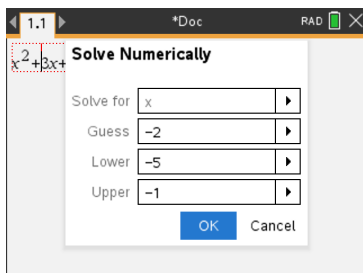 1.1 *Doc RAD
x²+3x+
Solve Numerically
Solve for x
Guess −2
Lower −5
Upper −1
OK Cancel